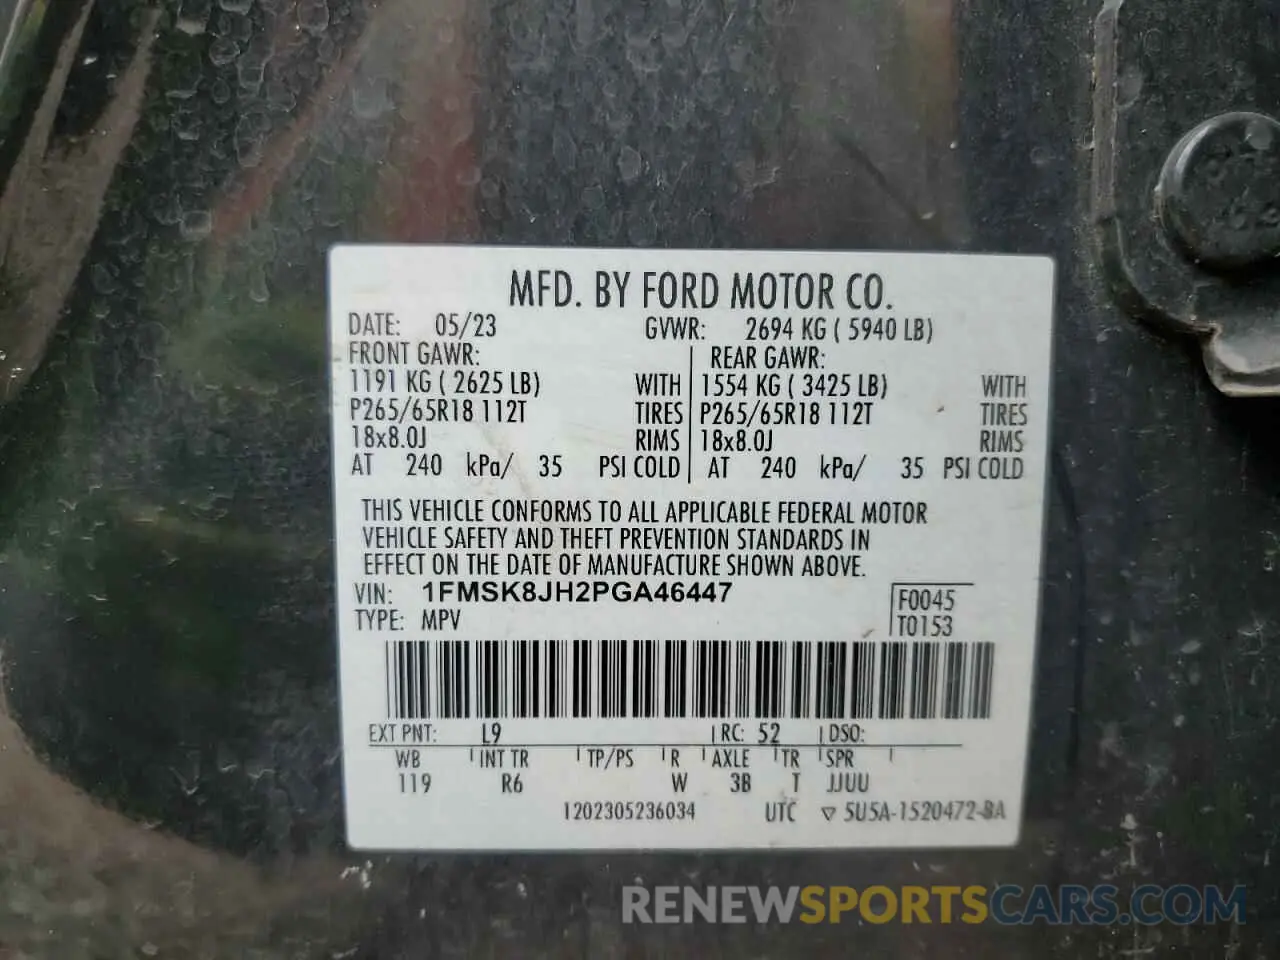 MFD. BY FORD MOTOR CO.
DATE: 05/23 GVWR: 2694 KG ( 5940 LB)
FRONT GAWR: REAR GAWR:
1191 KG ( 2625 LB) WITH 1554 KG ( 3425 LB) WITH
P265/65R18 112T TIRES P265/65R18 112T TIRES
18x8.0J RIMS 18x8.0J RIMS
AT 240 kPa/ 35 PSI COLD AT 240 kPa/ 35 PSI COLD
THIS VEHICLE CONFORMS TO ALL APPLICABLE FEDERAL MOTOR
VEHICLE SAFETY AND THEFT PREVENTION STANDARDS IN
EFFECT ON THE DATE OF MANUFACTURE SHOWN ABOVE.
VIN: 1FMSK8JH2PGA46447 F0045
TYPE: MPV T0153
EXT PNT: L9 RC: 52 DSO:
WB INT TR TP/PS R AXLE TR SPR
119 R6 W 3B T JJUU
1202305236034 UTC ▽ 5U5A-1520472-BA
RENEWSPORTSCARS.COM